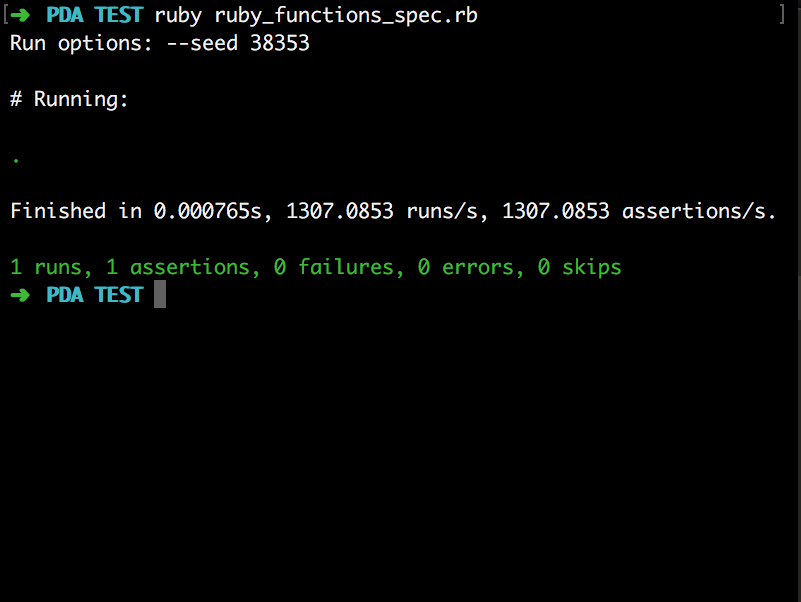 [➜ PDA TEST ruby ruby_functions_spec.rb ]
Run options: --seed 38353
# Running:
.
Finished in 0.000765s, 1307.0853 runs/s, 1307.0853 assertions/s.
1 runs, 1 assertions, 0 failures, 0 errors, 0 skips
➜ PDA TEST